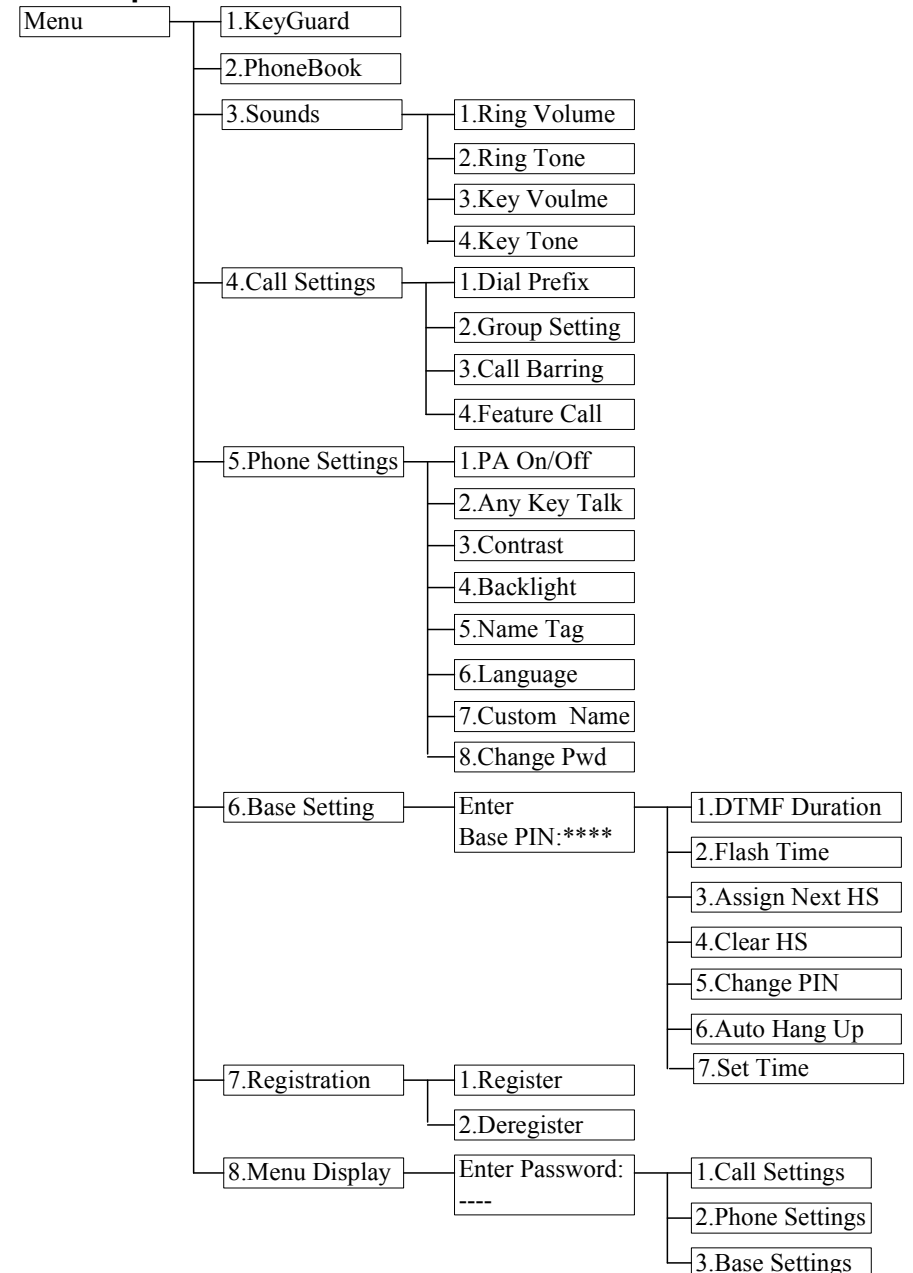 Menu
1.KeyGuard
2.PhoneBook
3.Sounds
1.Ring Volume
2.Ring Tone
3.Key Voulme
4.Key Tone
4.Call Settings
1.Dial Prefix
2.Group Setting
3.Call Barring
4.Feature Call
5.Phone Settings
1.PA On/Off
2.Any Key Talk
3.Contrast
4.Backlight
5.Name Tag
6.Language
7.Custom Name
8.Change Pwd
6.Base Setting
Enter
Base PIN:****
1.DTMF Duration
2.Flash Time
3.Assign Next HS
4.Clear HS
5.Change PIN
6.Auto Hang Up
7.Set Time
7.Registration
1.Register
2.Deregister
8.Menu Display
Enter Password:
----
1.Call Settings
2.Phone Settings
3.Base Settings